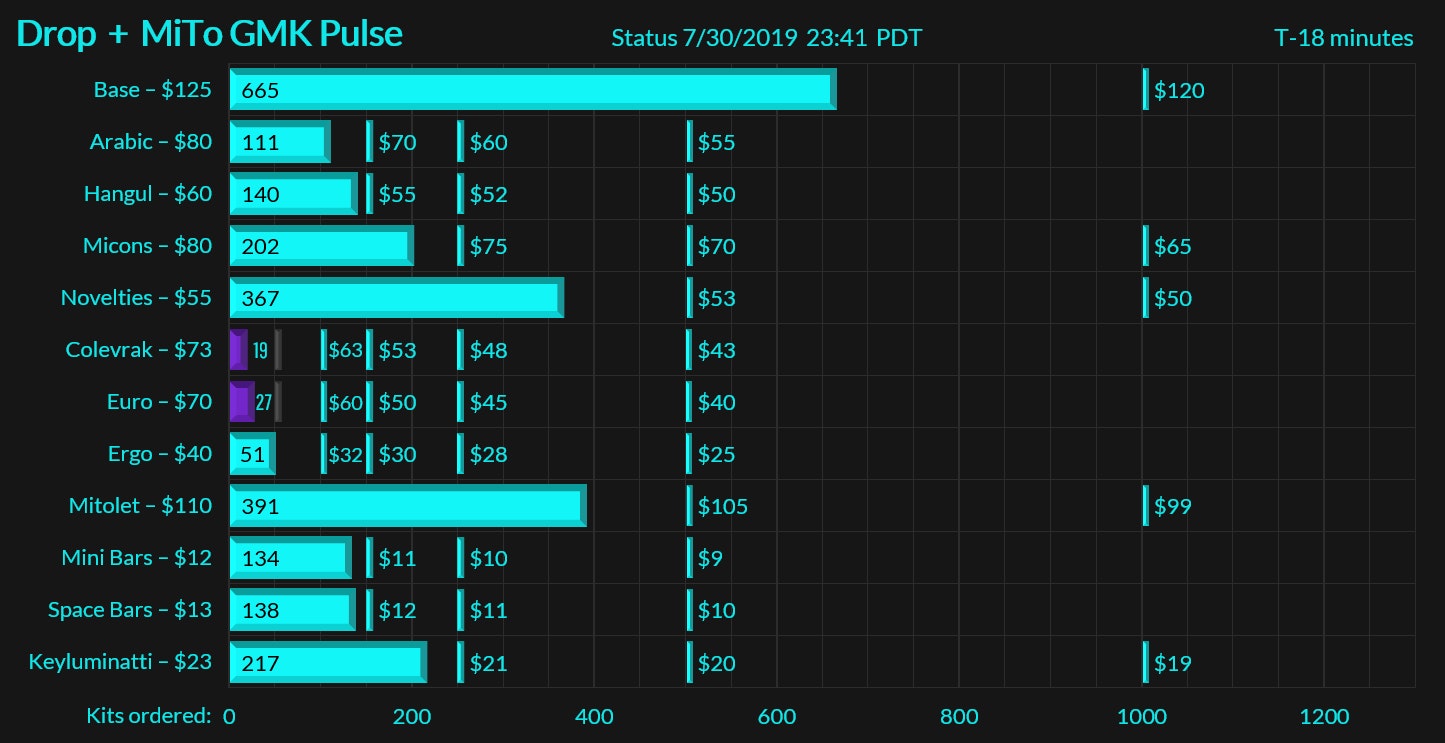 Drop + MiTo GMK Pulse Status 7/30/2019 23:41 PDT T-18 minutes
Base – $125 665 $120
Arabic – $80 111 $70 $60 $55
Hangul – $60 140 $55 $52 $50
Micons – $80 202 $75 $70 $65
Novelties – $55 367 $53 $50
Colevrak – $73 19 $63 $53 $48 $43
Euro – $70 27 $60 $50 $45 $40
Ergo – $40 51 $32 $30 $28 $25
Mitolet – $110 391 $105 $99
Mini Bars – $12 134 $11 $10 $9
Space Bars – $13 138 $12 $11 $10
Keyluminatti – $23 217 $21 $20 $19
Kits ordered: 0 200 400 600 800 1000 1200